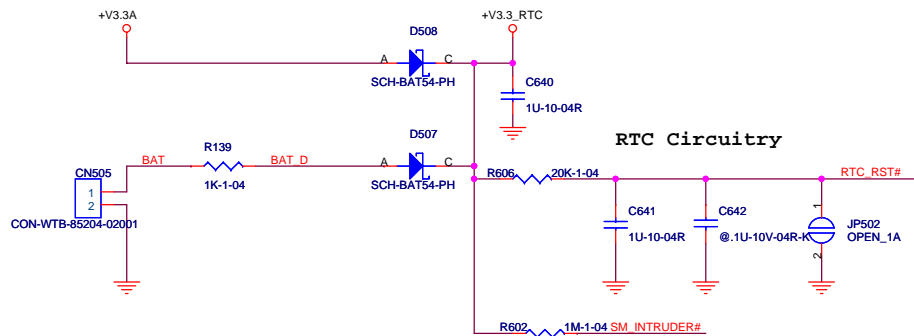 +V3.3A
+V3.3_RTC
D508
A
C
SCH-BAT54-PH
C640
1U-10-04R
RTC Circuitry
D507
R139
BAT
BAT_D
A
C
CN505
1K-1-04
SCH-BAT54-PH
R606
20K-1-04
RTC_RST#
1
2
CON-WTB-85204-02001
C641
1U-10-04R
C642
@.1U-10V-04R-K
1
JP502
OPEN_1A
2
R602
1M-1-04
SM_INTRUDER#